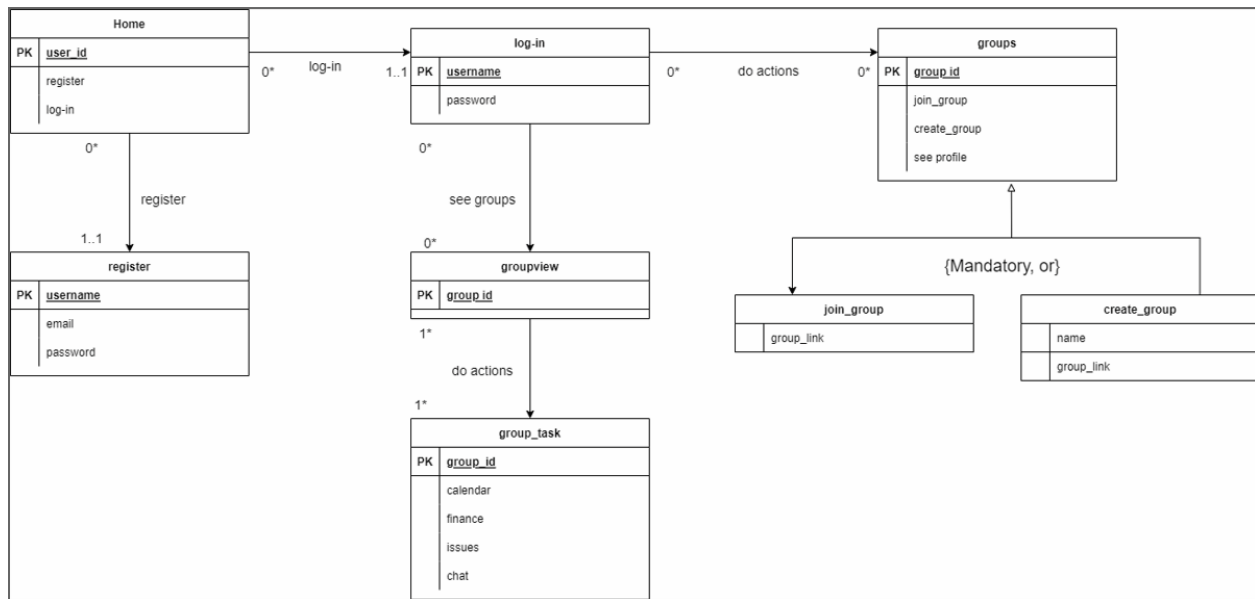 Home
PK user_id
register
log-in
0*
log-in
1..1
log-in
PK username
password
0*
do actions
0*
groups
PK group id
join_group
create_group
see profile
0*
register
1..1
register
PK username
email
password
0*
see groups
0*
groupview
PK group id
1*
do actions
1*
group_task
PK group_id
calendar
finance
issues
chat
{Mandatory, or}
join_group
group_link
create_group
name
group_link